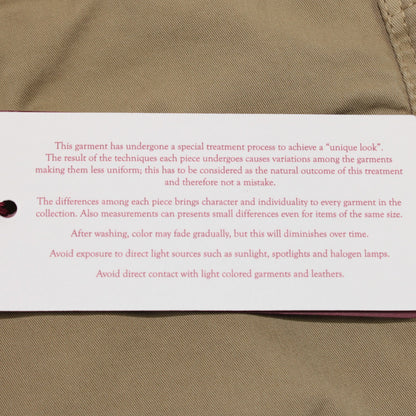 This garment has undergone a special treatment process to achieve a “unique look”.
The result of the techniques each piece undergoes causes variations among the garments
making them less uniform; this has to be considered as the natural outcome of this treatment
and therefore not a mistake.
The differences among each piece brings character and individuality to every garment in the
collection. Also measurements can presents small differences even for items of the same size.
After washing, color may fade gradually, but this will diminishes over time.
Avoid exposure to direct light sources such as sunlight, spotlights and halogen lamps.
Avoid direct contact with light colored garments and leathers.